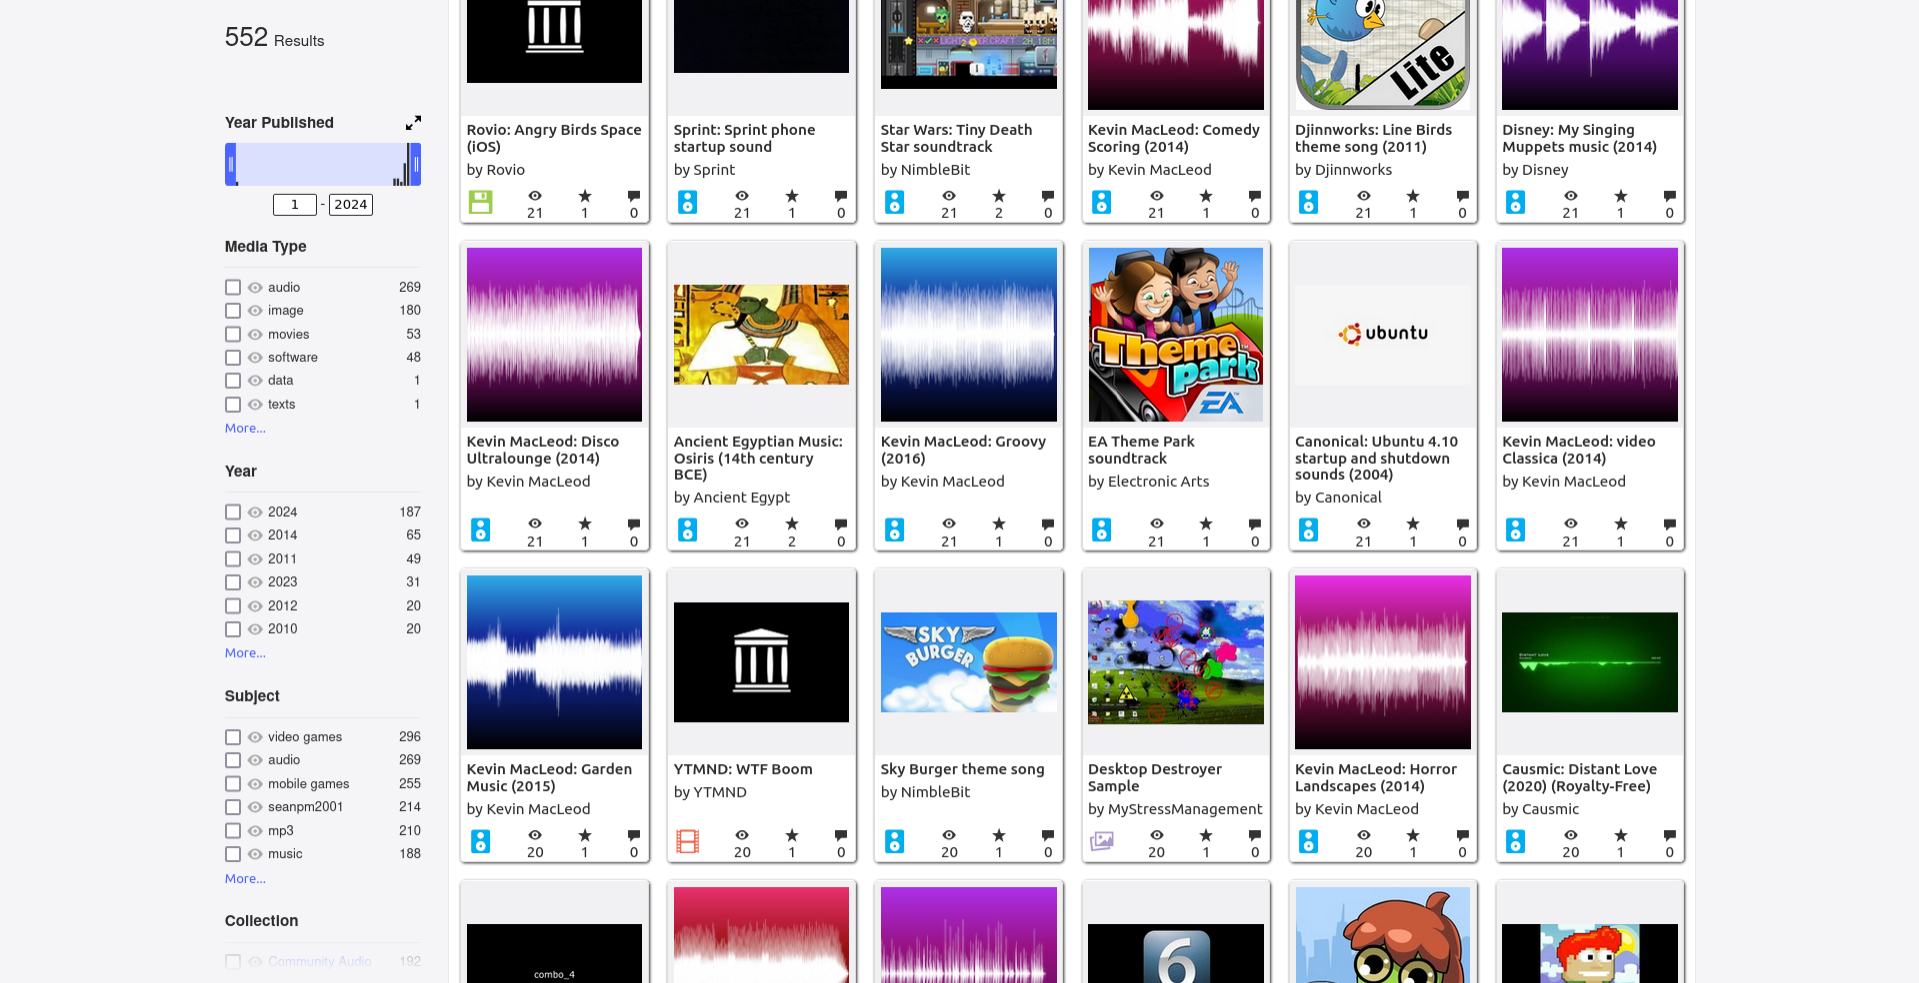 552 Results
Year Published
1 - 2024
Media Type
audio 269
image 180
movies 53
software 48
data 1
texts 1
More...
Year
2024 187
2014 65
2011 49
2023 31
2012 20
2010 20
More...
Subject
video games 296
audio 269
mobile games 255
seanpm2001 214
mp3 210
music 188
More...
Collection
Community Audio 192
Rovio: Angry Birds Space
(iOS)
by Rovio
21 1 0
Sprint: Sprint phone
startup sound
by Sprint
21 1 0
Star Wars: Tiny Death
Star soundtrack
by NimbleBit
21 2 0
Kevin MacLeod: Comedy
Scoring (2014)
by Kevin MacLeod
21 1 0
Lite
Djinnworks: Line Birds
theme song (2011)
by Djinnworks
21 1 0
Disney: My Singing
Muppets music (2014)
by Disney
21 1 0
Kevin MacLeod: Disco
Ultralounge (2014)
by Kevin MacLeod
21 1 0
Ancient Egyptian Music:
Osiris (14th century
BCE)
by Ancient Egypt
21 2 0
Kevin MacLeod: Groovy
(2016)
by Kevin MacLeod
21 1 0
Theme
park
EA
EA Theme Park
soundtrack
by Electronic Arts
21 1 0
ubuntu
Canonical: Ubuntu 4.10
startup and shutdown
sounds (2004)
by Canonical
21 1 0
Kevin MacLeod: video
Classica (2014)
by Kevin MacLeod
21 1 0
Kevin MacLeod: Garden
Music (2015)
by Kevin MacLeod
20 1 0
YTMND: WTF Boom
by YTMND
20 1 0
SKY
BURGER
Sky Burger theme song
by NimbleBit
20 1 0
Desktop Destroyer
Sample
by MyStressManagement
20 1 0
Kevin MacLeod: Horror
Landscapes (2014)
by Kevin MacLeod
20 1 0
Causmic: Distant Love
(2020) (Royalty-Free)
by Causmic
20 1 0
combo_4
6